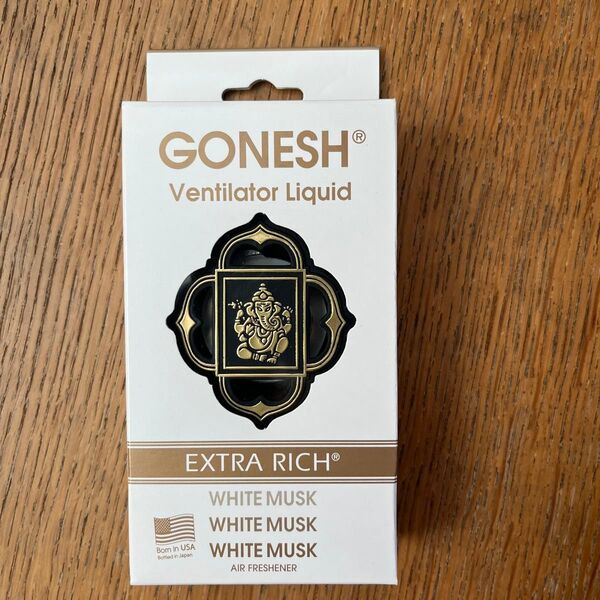 GONESH®
Ventilator Liquid
EXTRA RICH®
WHITE MUSK
WHITE MUSK
WHITE MUSK
AIR FRESHENER
Born in USA
Bottled in Japan